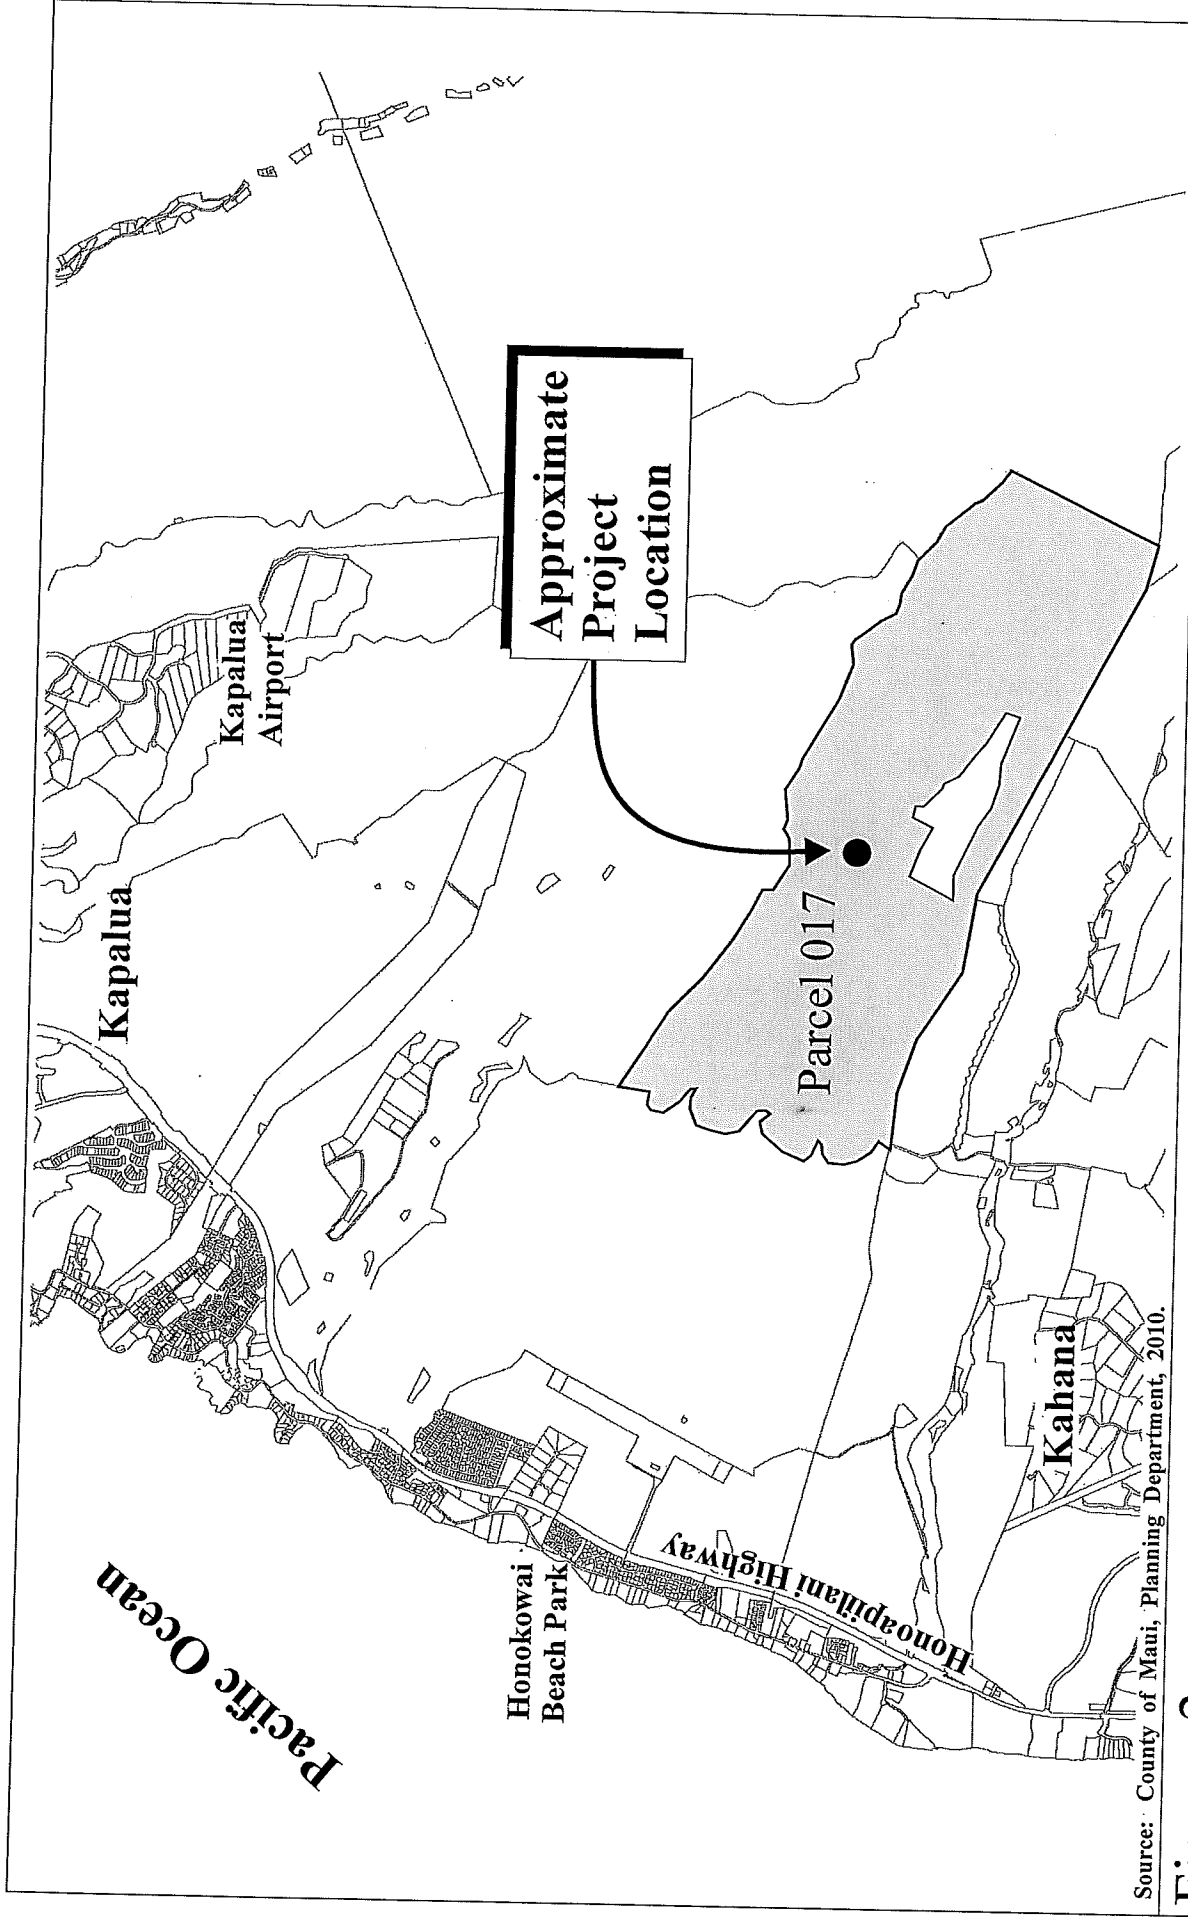 Pacific Ocean
Kapalua
Kapalua
Airport
Approximate
Project
Location
Honokowai
Beach Park
Honoapiilani Highway
Parcel 017
Kahana
Source: County of Maui, Planning Department, 2010.